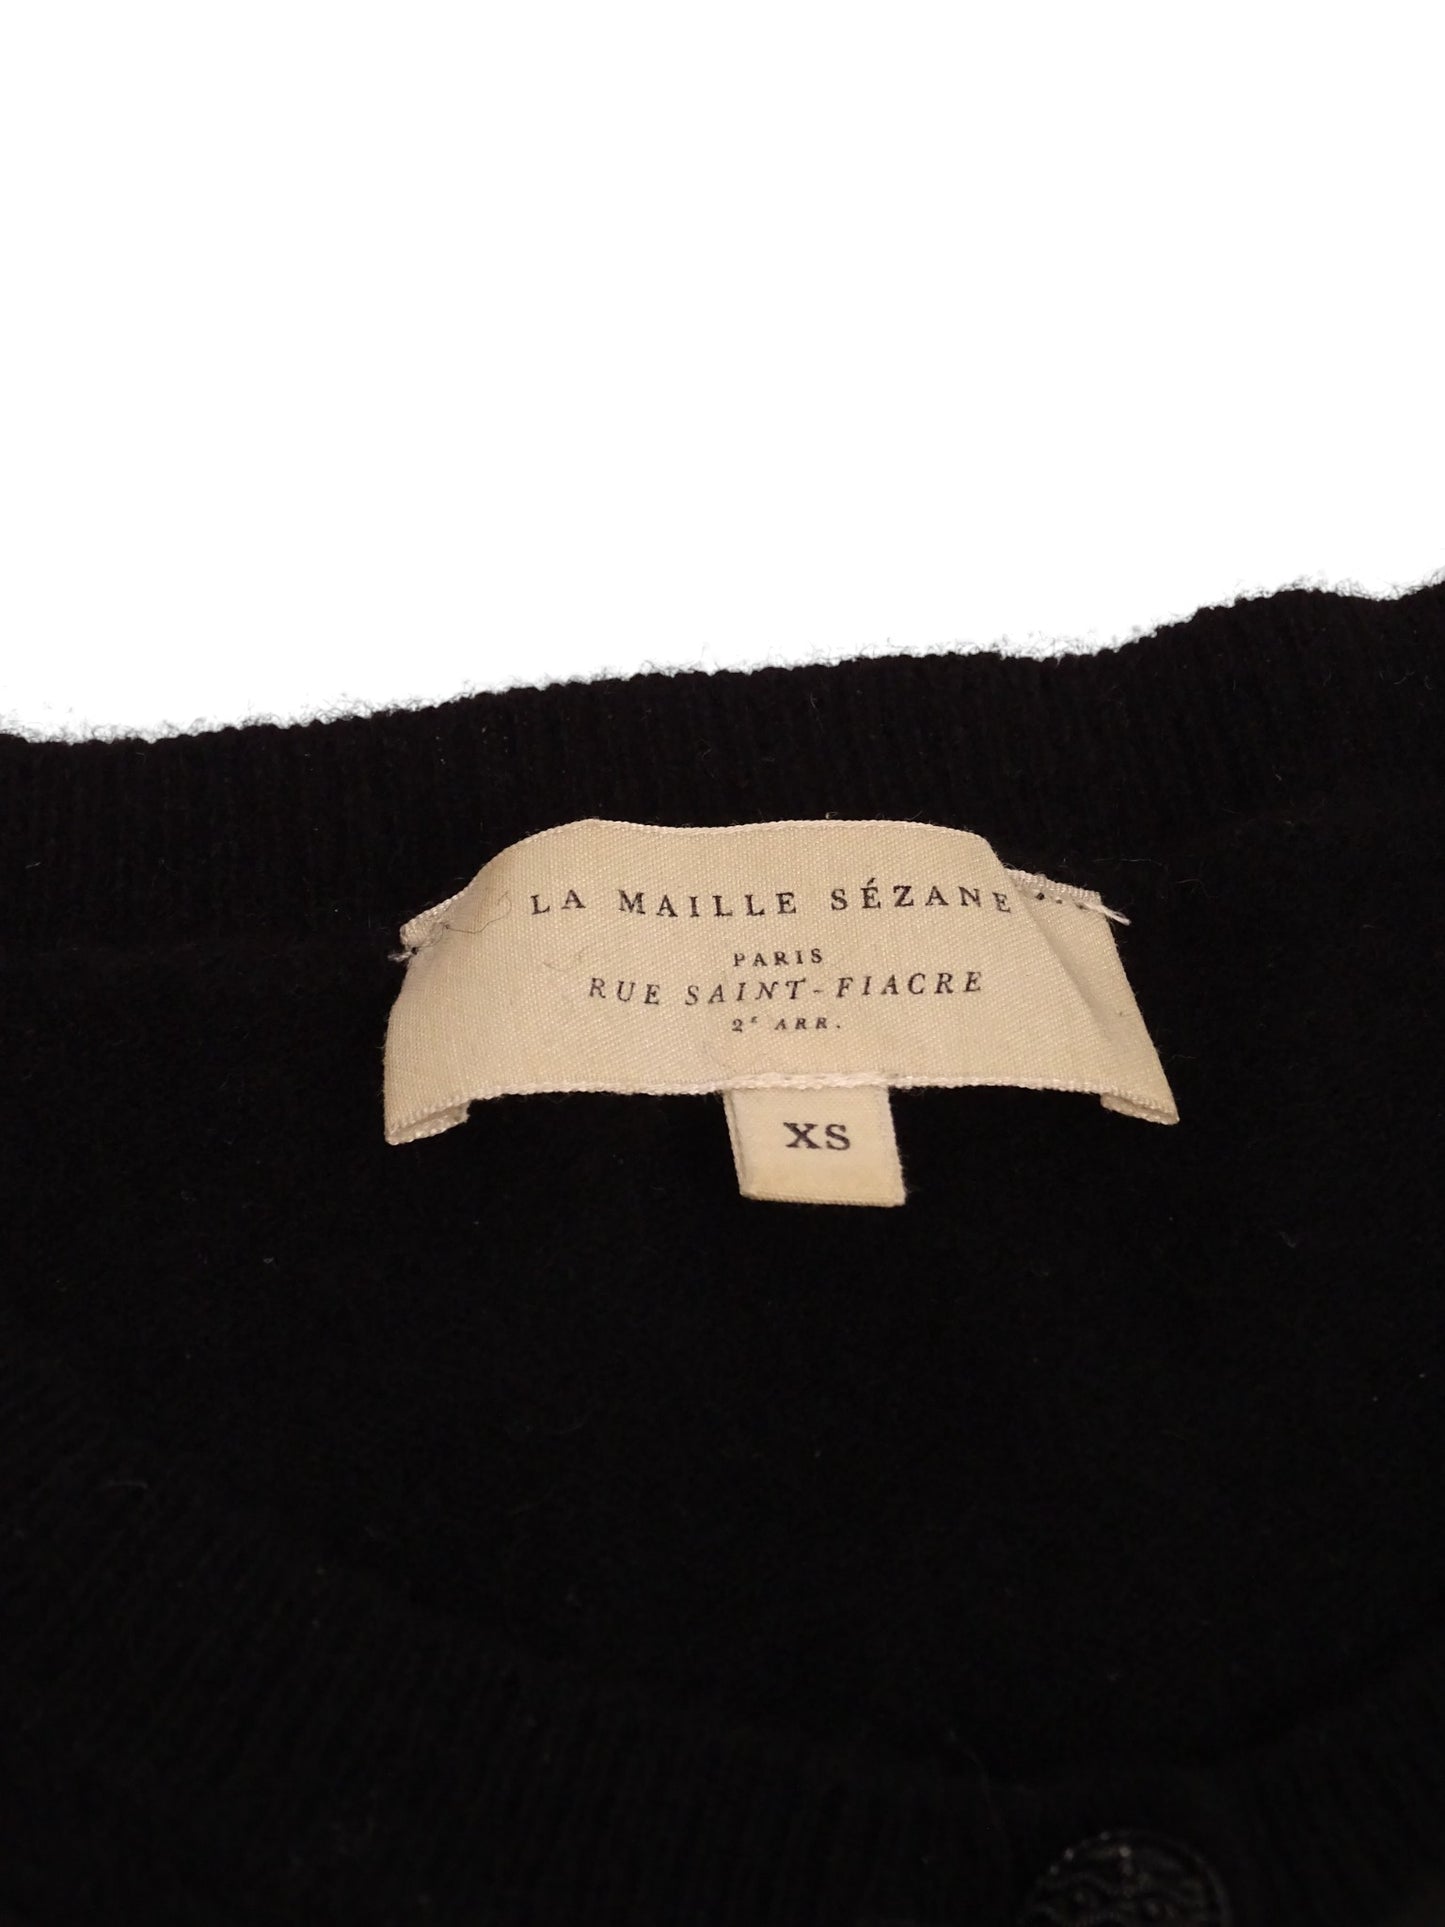 LA MAILLE SÉZANE
PARIS
RUE SAINT-FIACRE
2E ARR.
XS